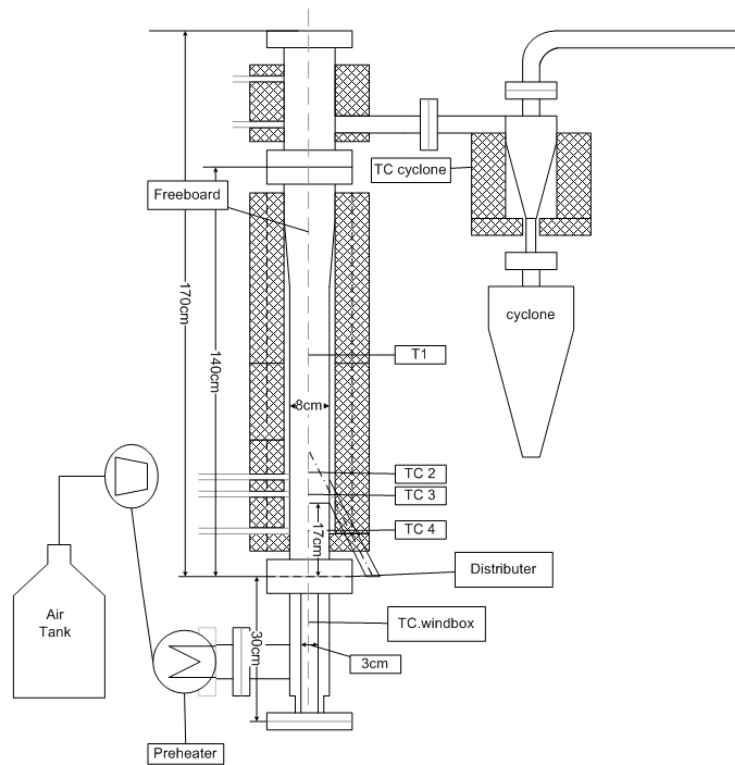 TC cyclone
Freeboard
170cm
140cm
cyclone
T1
8cm
TC 2
TC 3
17cm
TC 4
Distributer
Air
Tank
TC.windbox
30cm
3cm
Preheater